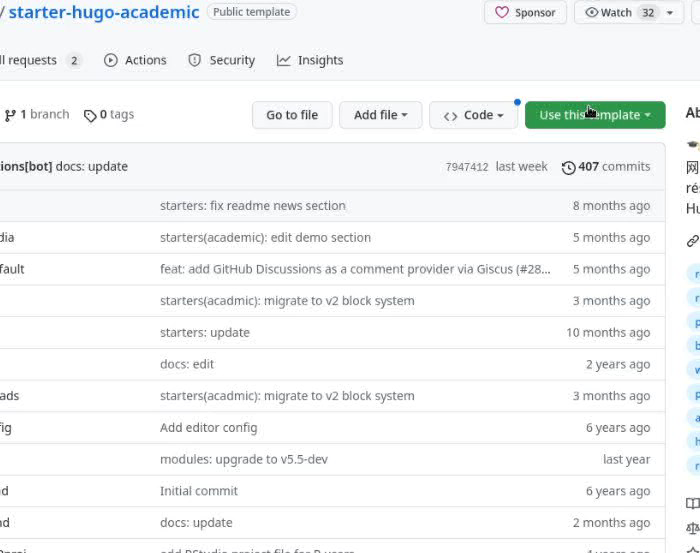 / starter-hugo-academic Public template Sponsor Watch 32
ll requests 2 Actions Security Insights
1 branch 0 tags Go to file Add file Code Use this template
ions[bot] docs: update 7947412 last week 407 commits
starters: fix readme news section 8 months ago
dia starters(academic): edit demo section 5 months ago
fault feat: add GitHub Discussions as a comment provider via Giscus (#28... 5 months ago
starters(acadmic): migrate to v2 block system 3 months ago
starters: update 10 months ago
docs: edit 2 years ago
ads starters(acadmic): migrate to v2 block system 3 months ago
fig Add editor config 6 years ago
modules: upgrade to v5.5-dev last year
d Initial commit 6 years ago
nd docs: update 2 months ago
Ab
网
ré
Hu